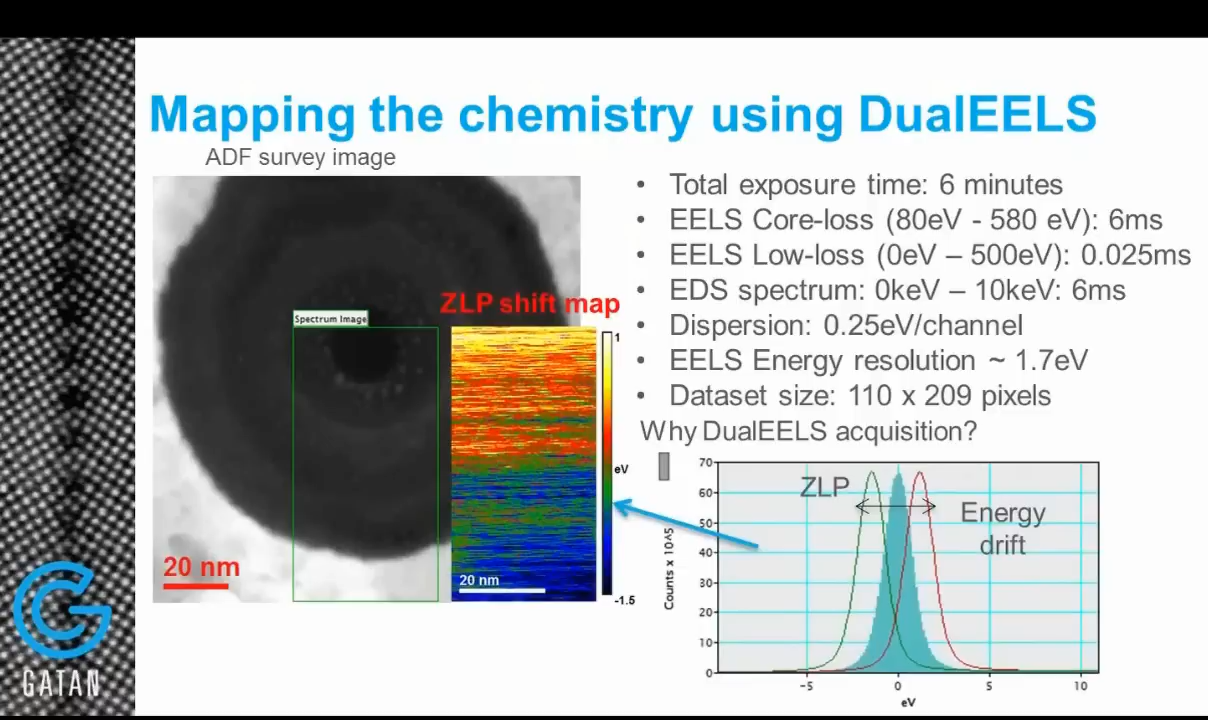 Mapping the chemistry using DualEELS
ADF survey image
Spectrum Image
20 nm
ZLP shift map
20 nm
1
eV
-1.5
• Total exposure time: 6 minutes
• EELS Core-loss (80eV - 580 eV): 6ms
• EELS Low-loss (0eV – 500eV): 0.025ms
• EDS spectrum: 0keV – 10keV: 6ms
• Dispersion: 0.25eV/channel
• EELS Energy resolution ~ 1.7eV
• Dataset size: 110 x 209 pixels
Why DualEELS acquisition?
Counts x 10^5
70
60
50
40
30
20
10
0
ZLP
Energy
drift
-5
0
5
10
eV
GATAN